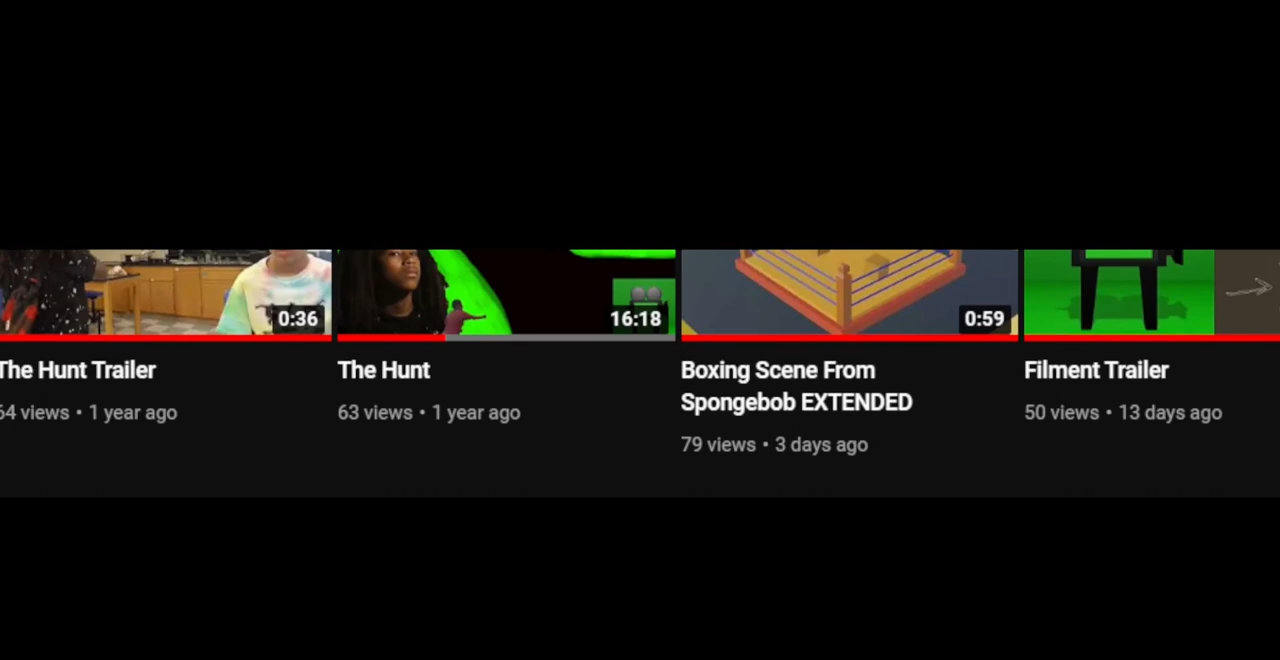 0:36
16:18
0:59
The Hunt Trailer
The Hunt
Boxing Scene From
Spongebob EXTENDED
Filment Trailer
64 views • 1 year ago
63 views • 1 year ago
79 views • 3 days ago
50 views • 13 days ago